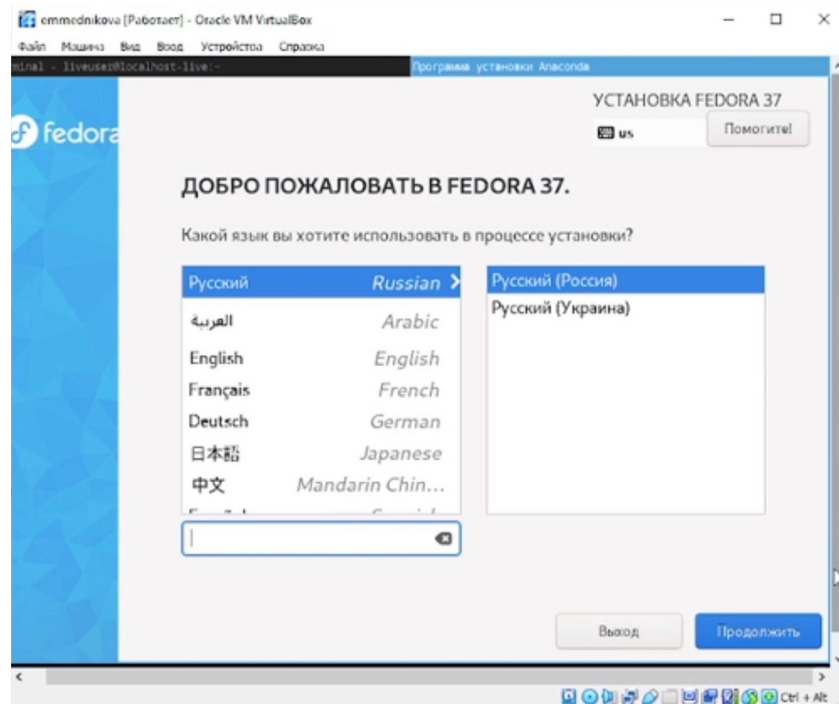 emmednikova [Работает] - Oracle VM VirtualBox
Файл Машина Вид Ввод Устройства Справка
minal - liveuser@localhost-live:~ Программа установки Anaconda
fedora
УСТАНОВКА FEDORA 37
us Помогите!
ДОБРО ПОЖАЛОВАТЬ В FEDORA 37.
Какой язык вы хотите использовать в процессе установки?
Русский Russian
العربية Arabic
English English
Français French
Deutsch German
日本語 Japanese
中文 Mandarin Chin...
Русский (Россия)
Русский (Украина)
Выход Продолжить
Ctrl + Alt